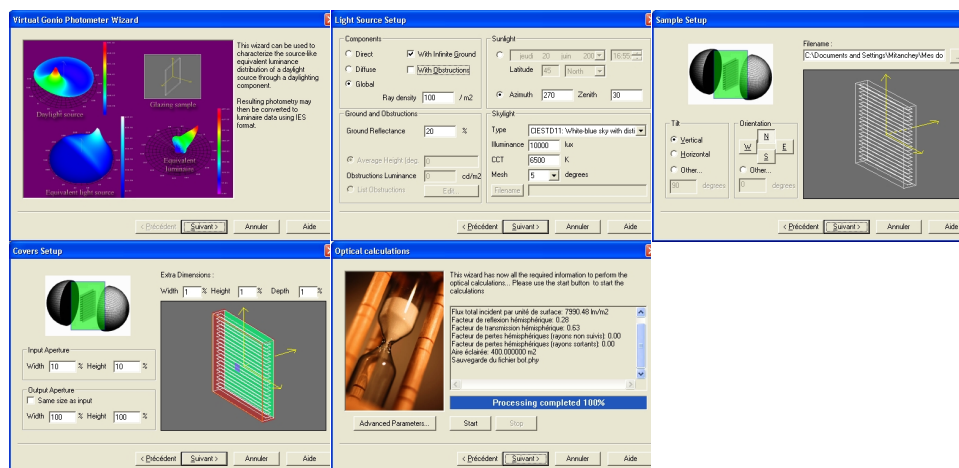 Virtual Gonio Photometer Wizard
This wizard can be used to
characterize the source-like
equivalent luminance
distribution of a daylight
source through a daylighting
component.
Resulting photometry may
then be converted to
luminaire data using IES
format.
Daylight source
Glazing sample
Equivalent light source
Equivalent
luminaire
< Précédent
Suivant >
Annuler
Aide
Light Source Setup
Components
Direct
With Infinite Ground
Diffuse
With Obstructions
Global
Ray density 100 / m2
Sunlight
jeudi 20 juin 200 16:55
Latitude 45 North
Azimuth 270 Zenith 30
Ground and Obstructions
Ground Reflectance 20 %
Average Height (deg. 0
Obstructions Luminance 0 cd/m2
List Obstructions Edit...
Skylight
Type CIESTD11: White-blue sky with disti
Illuminance 10000 lux
CCT 6500 K
Mesh 5 degrees
Filename
< Précédent
Suivant >
Annuler
Aide
Sample Setup
Filename :
C:\Documents and Settings\Mitanchey\Mes do
Tilt
Vertical
Horizontal
Other...
90 degrees
Orientation
N
W E
S
Other...
0 degrees
< Précédent
Suivant >
Annuler
Aide
Covers Setup
Extra Dimensions :
Width 1 % Height 1 % Depth 1 %
Input Aperture
Width 10 % Height 10 %
Output Aperture
Same size as input
Width 100 % Height 100 %
< Précédent
Suivant >
Annuler
Aide
Optical calculations
This wizard has now all the required information to perform the
optical calculations... Please use the start button to start the
calculations
Flux total incident par unité de surface: 7990.48 lm/m2
Facteur de reflexion hémisphérique: 0.28
Facteur de transmission hémisphérique: 0.63
Facteur de pertes hémisphériques (rayons non suivis): 0.00
Facteur de pertes hémisphériques (rayons sortants): 0.00
Aire éclairée: 400.000000 m2
Sauvegarde du fichier bot.phy
Processing completed 100%
Advanced Parameters...
Start
Stop
< Précédent
Suivant >
Annuler
Aide